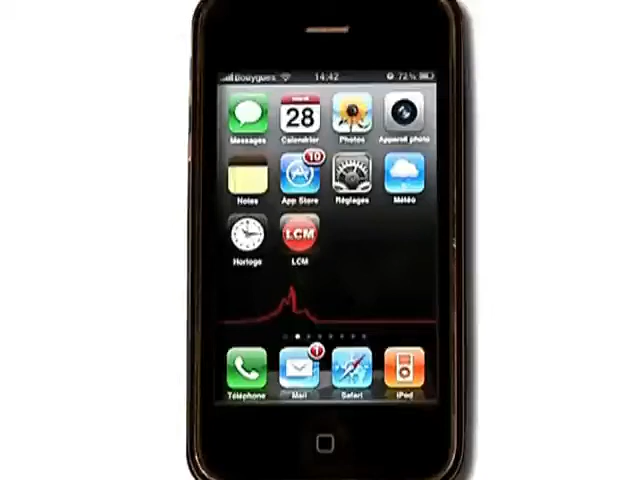 Bouygues 14:42 72 %
28
Messages Calendrier Photos Appareil photo
10
Notes App Store Réglages Météo
LCM
Horloge LCM
1
Téléphone Mail Safari iPod